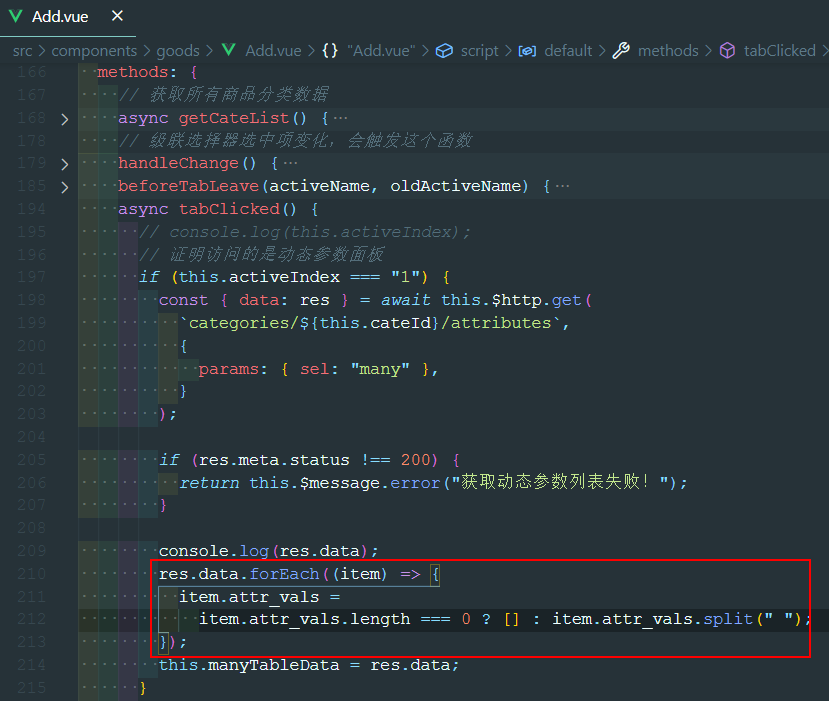 Add.vue ×
src > components > goods > Add.vue > {} "Add.vue" > script > default > methods > tabClicked >
166 methods: {
167 // 获取所有商品分类数据
168 async getCateList() { ⋯
178 // 级联选择器选中项变化，会触发这个函数
179 handleChange() { ⋯
185 beforeTabLeave(activeName, oldActiveName) { ⋯
194 async tabClicked() {
195 // console.log(this.activeIndex);
196 // 证明访问的是动态参数面板
197 if (this.activeIndex === "1") {
198 const { data: res } = await this.$http.get(
199 `categories/${this.cateId}/attributes`,
200 {
201 params: { sel: "many" },
202 }
203 );
204
205 if (res.meta.status !== 200) {
206 return this.$message.error("获取动态参数列表失败！");
207 }
208
209 console.log(res.data);
210 res.data.forEach((item) => {
211 item.attr_vals =
212 item.attr_vals.length === 0 ? [] : item.attr_vals.split(" ");
213 });
214 this.manyTableData = res.data;
215 }